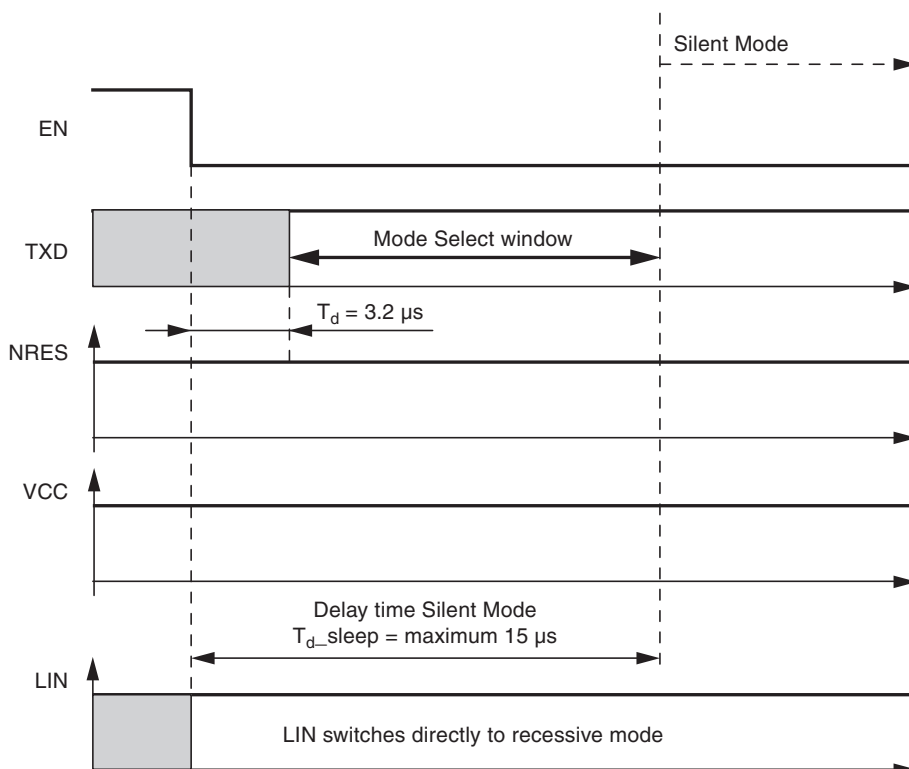 Silent Mode
EN
TXD
Mode Select window
T_d = 3.2 μs
NRES
VCC
Delay time Silent Mode
T_d_sleep = maximum 15 μs
LIN
LIN switches directly to recessive mode